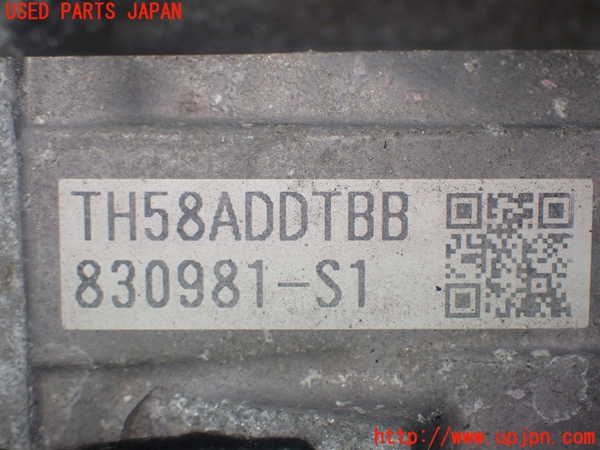 USED PARTS JAPAN
TH58ADDTBB
830981-S1
http://www.upjpn.com/